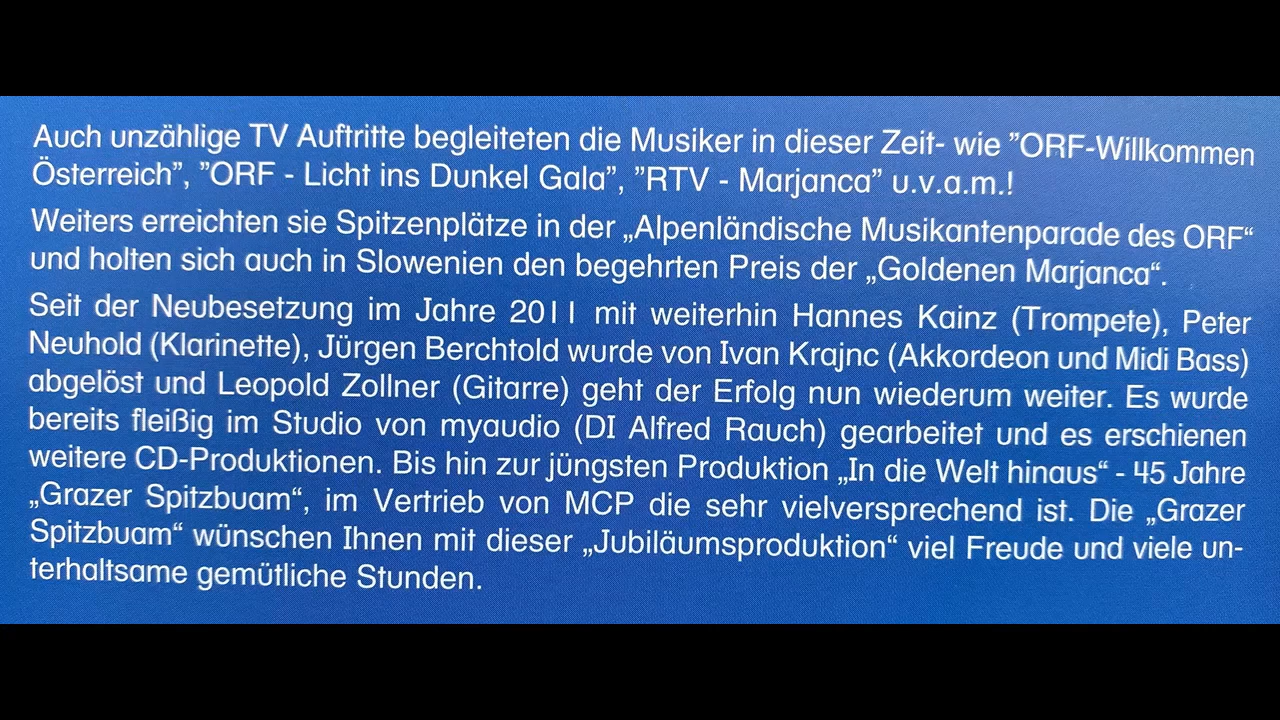 Auch unzählige TV Auftritte begleiteten die Musiker in dieser Zeit- wie ”ORF-Willkommen
Österreich”, ”ORF - Licht ins Dunkel Gala”, ”RTV - Marjanca” u.v.a.m.!
Weiters erreichten sie Spitzenplätze in der „Alpenländische Musikantenparade des ORF“
und holten sich auch in Slowenien den begehrten Preis der „Goldenen Marjanca“.
Seit der Neubesetzung im Jahre 2011 mit weiterhin Hannes Kainz (Trompete), Peter
Neuhold (Klarinette), Jürgen Berchtold wurde von Ivan Krajnc (Akkordeon und Midi Bass)
abgelöst und Leopold Zollner (Gitarre) geht der Erfolg nun wiederum weiter. Es wurde
bereits fleißig im Studio von myaudio (DI Alfred Rauch) gearbeitet und es erschienen
weitere CD-Produktionen. Bis hin zur jüngsten Produktion „In die Welt hinaus“ - 45 Jahre
„Grazer Spitzbuam“, im Vertrieb von MCP die sehr vielversprechend ist. Die „Grazer
Spitzbuam“ wünschen Ihnen mit dieser „Jubiläumsproduktion“ viel Freude und viele un-
terhaltsame gemütliche Stunden.